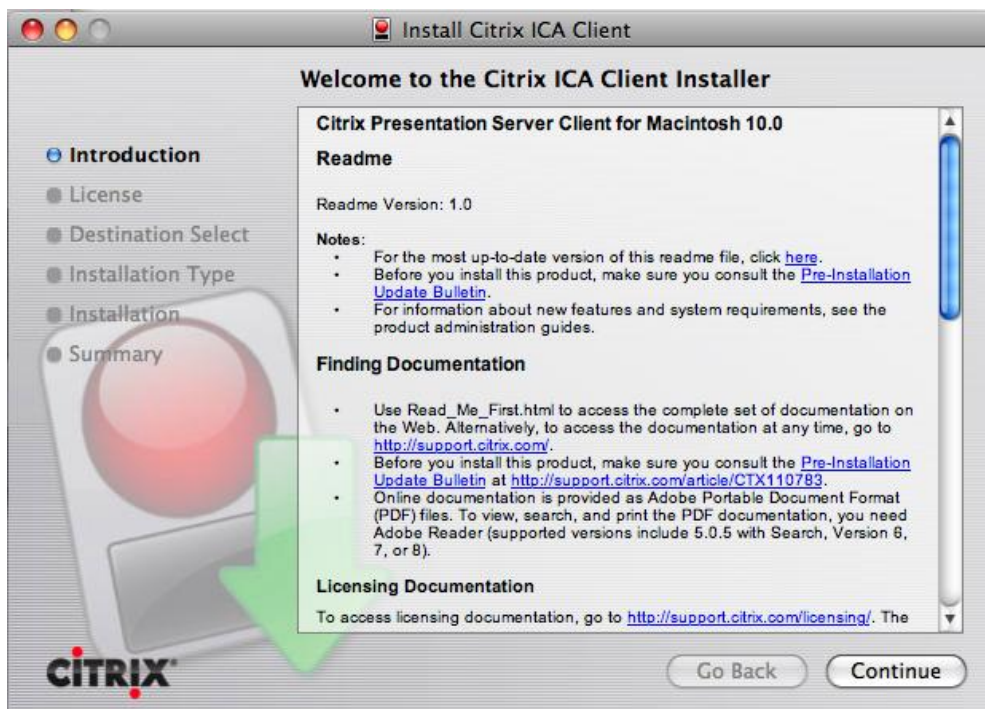 Install Citrix ICA Client
Welcome to the Citrix ICA Client Installer
Introduction
License
Destination Select
Installation Type
Installation
Summary
Citrix Presentation Server Client for Macintosh 10.0
Readme
Readme Version: 1.0
Notes:
• For the most up-to-date version of this readme file, click here.
• Before you install this product, make sure you consult the Pre-Installation
Update Bulletin.
• For information about new features and system requirements, see the
product administration guides.
Finding Documentation
• Use Read_Me_First.html to access the complete set of documentation on
the Web. Alternatively, to access the documentation at any time, go to
http://support.citrix.com/.
• Before you install this product, make sure you consult the Pre-Installation
Update Bulletin at http://support.citrix.com/article/CTX110783.
• Online documentation is provided as Adobe Portable Document Format
(PDF) files. To view, search, and print the PDF documentation, you need
Adobe Reader (supported versions include 5.0.5 with Search, Version 6,
7, or 8).
Licensing Documentation
To access licensing documentation, go to http://support.citrix.com/licensing/. The
CITRIX
Go Back
Continue